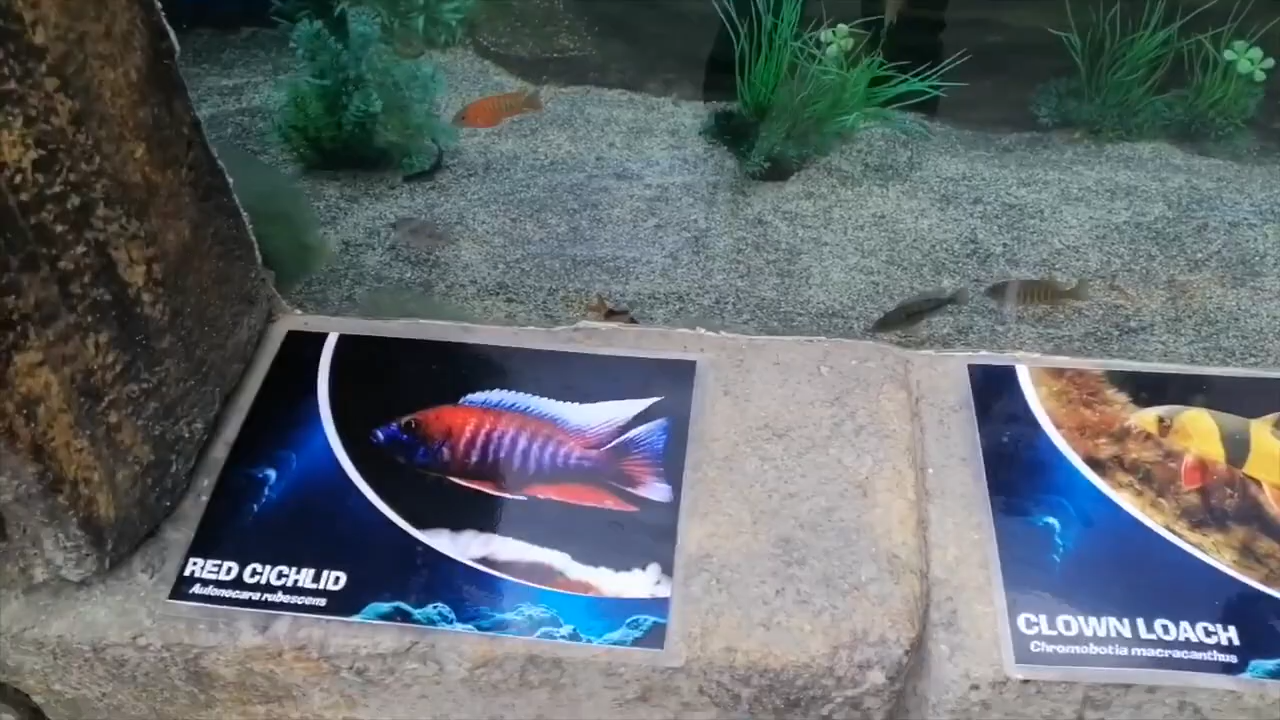 RED CICHLID
Aulonocara rubescens
CLOWN LOACH
Chromobotia macracanthus